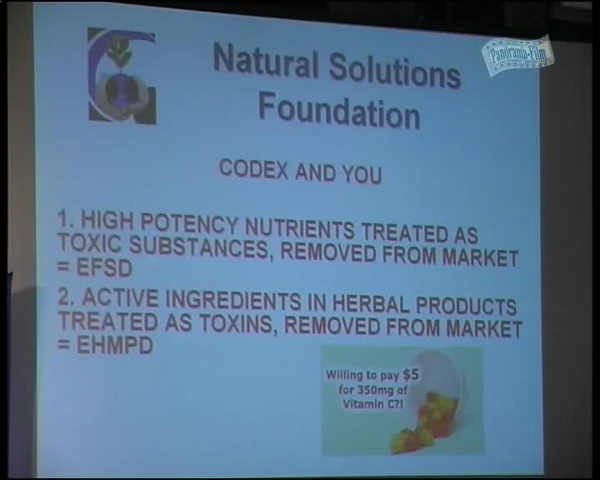 Panorama-Film
Natural Solutions
Foundation
CODEX AND YOU
1. HIGH POTENCY NUTRIENTS TREATED AS
TOXIC SUBSTANCES, REMOVED FROM MARKET
= EFSD
2. ACTIVE INGREDIENTS IN HERBAL PRODUCTS
TREATED AS TOXINS, REMOVED FROM MARKET
= EHMPD
Willing to pay $5
for 350mg of
Vitamin C?!